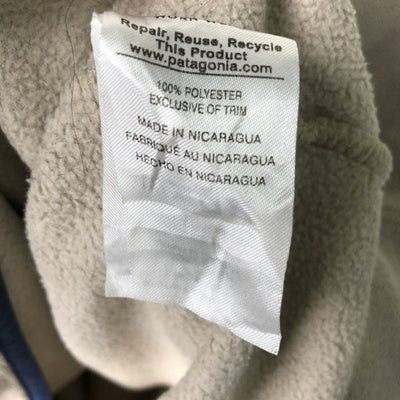 Repair, Reuse, Recycle
This Product
www.patagonia.com
100% POLYESTER
EXCLUSIVE OF TRIM
MADE IN NICARAGUA
FABRIQUÉ AU NICARAGUA
HECHO EN NICARAGUA